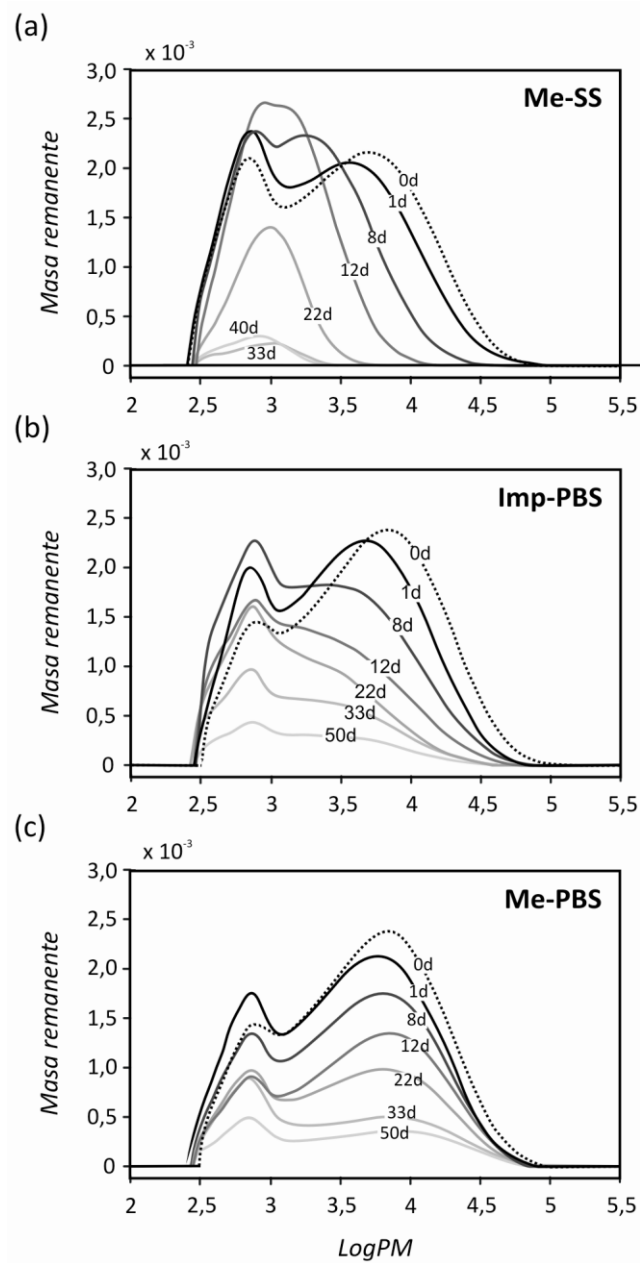 (a)
x 10⁻³
3,0
Me-SS
2,5
0d
2,0
1d
Masa remanente
1,5
8d
12d
1,0
22d
0,5
40d
33d
0
2 2,5 3 3,5 4 4,5 5 5,5
(b)
x 10⁻³
3,0
Imp-PBS
2,5
0d
2,0
1d
Masa remanente
1,5
8d
12d
1,0
22d
0,5
33d
50d
0
2 2,5 3 3,5 4 4,5 5 5,5
(c)
x 10⁻³
3,0
Me-PBS
2,5
0d
2,0
1d
Masa remanente
1,5
8d
12d
1,0
22d
0,5
33d
50d
0
2 2,5 3 3,5 4 4,5 5 5,5
LogPM